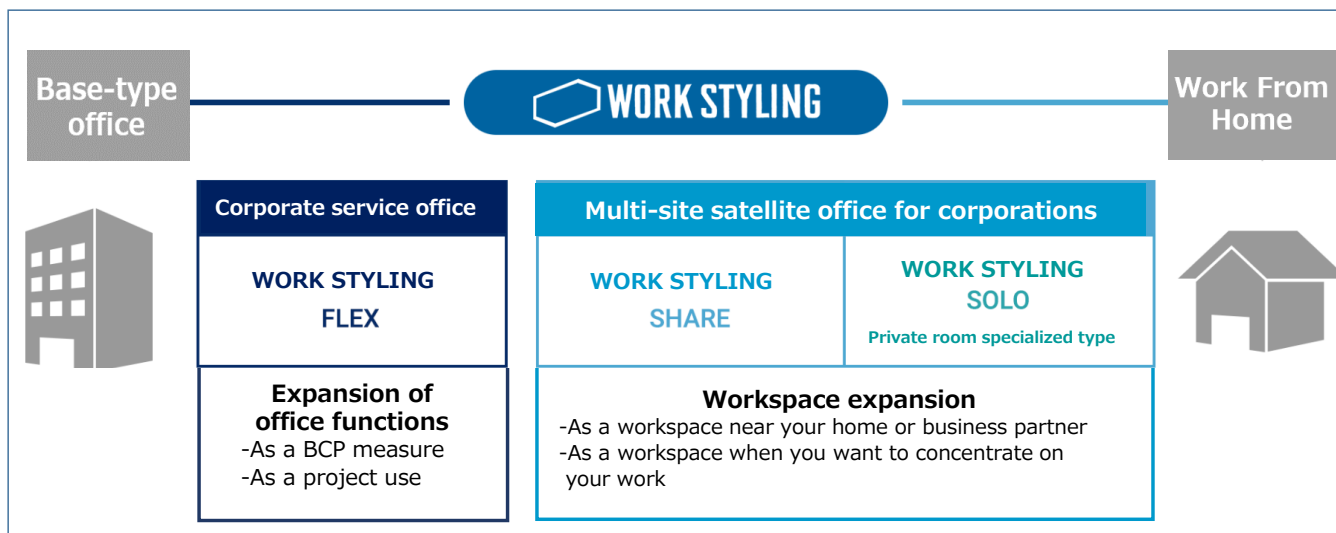 Base-type
office
WORK STYLING
Work From
Home
Corporate service office
Multi-site satellite office for corporations
WORK STYLING
FLEX
WORK STYLING
SHARE
WORK STYLING
SOLO
Private room specialized type
Expansion of
office functions
-As a BCP measure
-As a project use
Workspace expansion
-As a workspace near your home or business partner
-As a workspace when you want to concentrate on
your work